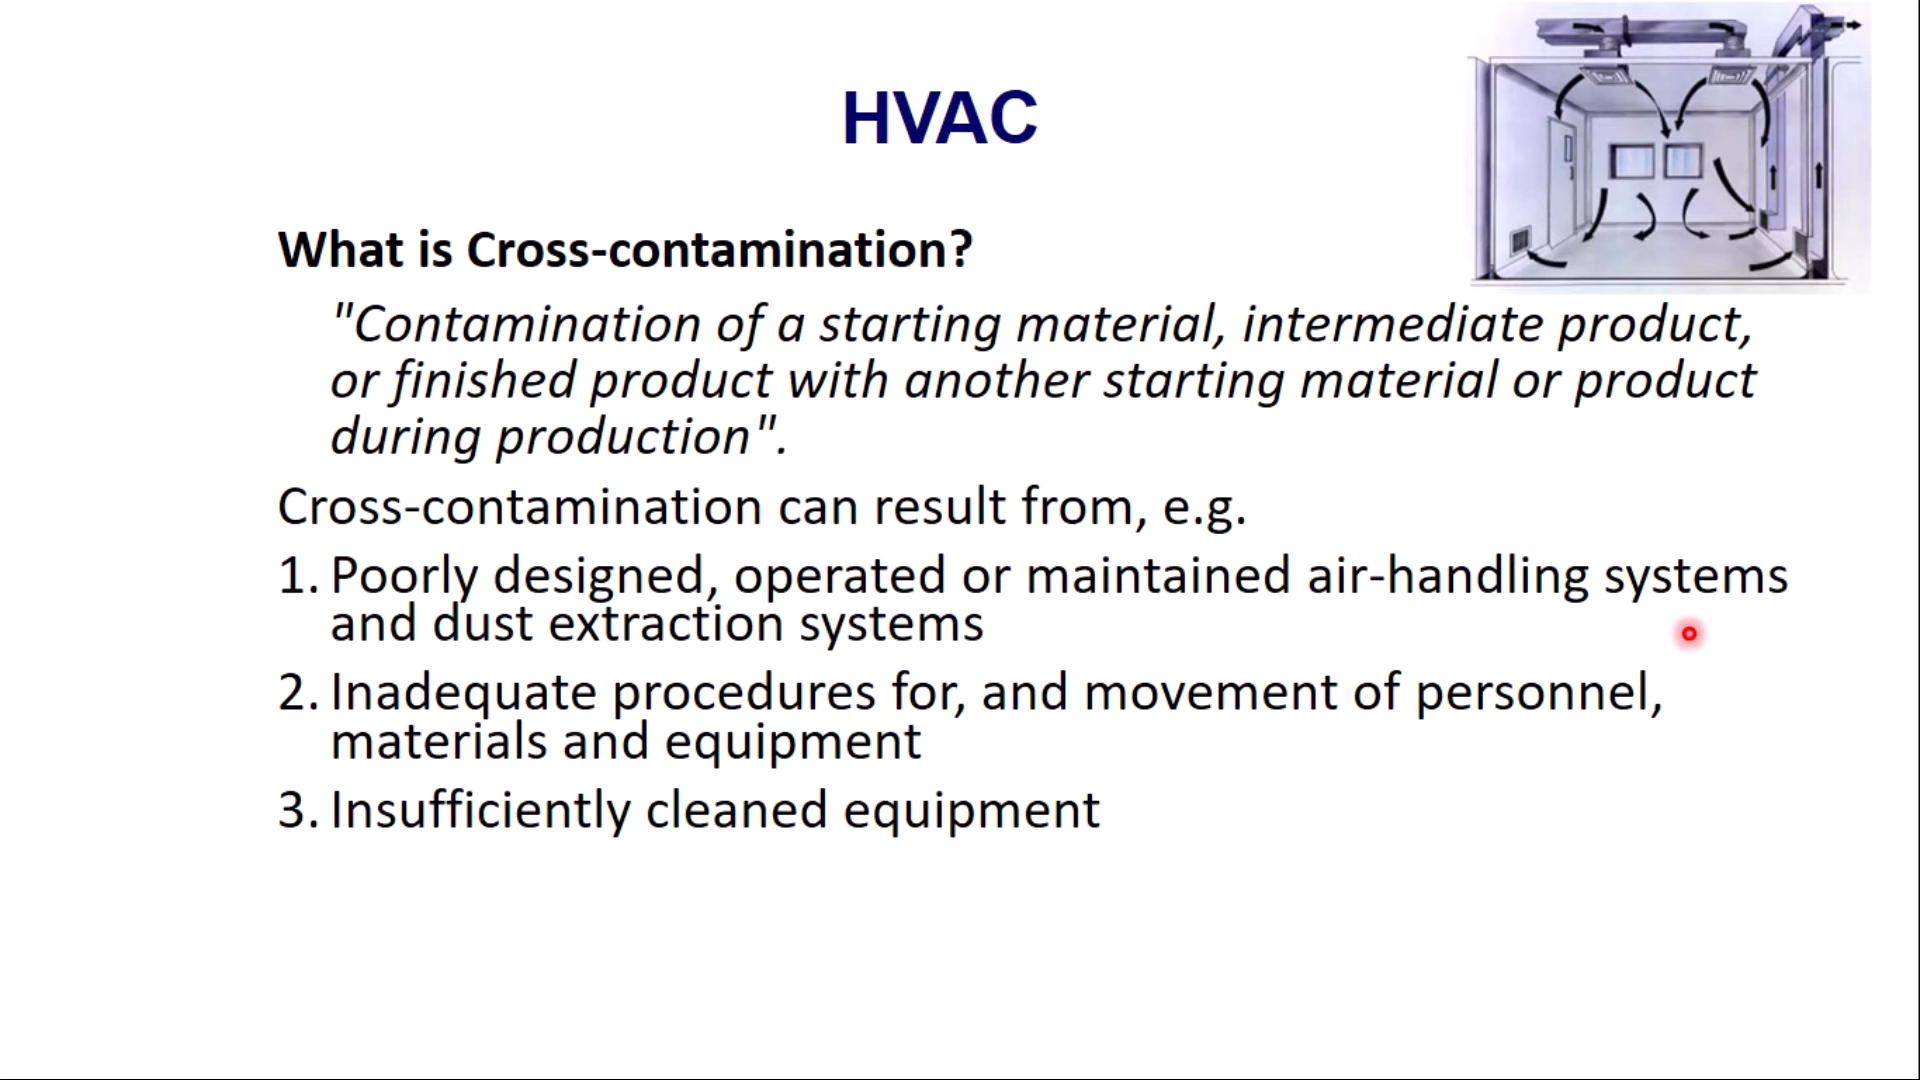 HVAC
What is Cross-contamination?
"Contamination of a starting material, intermediate product,
or finished product with another starting material or product
during production".
Cross-contamination can result from, e.g.
1. Poorly designed, operated or maintained air-handling systems
and dust extraction systems
2. Inadequate procedures for, and movement of personnel,
materials and equipment
3. Insufficiently cleaned equipment